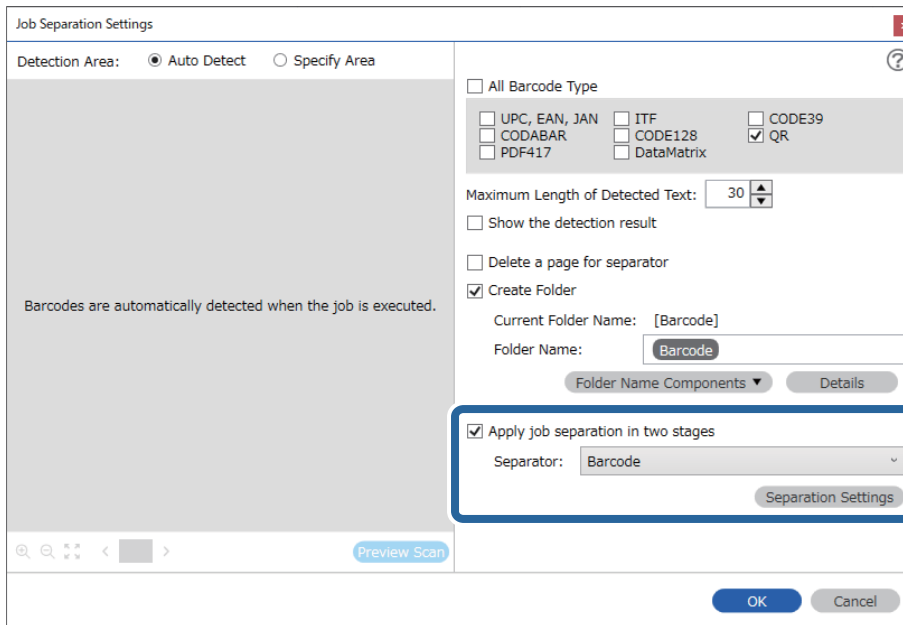 Job Separation Settings
Detection Area: Auto Detect Specify Area
?
All Barcode Type
UPC, EAN, JAN ITF CODE39
CODABAR CODE128 QR
PDF417 DataMatrix
Maximum Length of Detected Text: 30
Show the detection result
Delete a page for separator
Barcodes are automatically detected when the job is executed.
Create Folder
Current Folder Name: [Barcode]
Folder Name: Barcode
Folder Name Components Details
Apply job separation in two stages
Separator: Barcode
Separation Settings
Preview Scan
OK Cancel